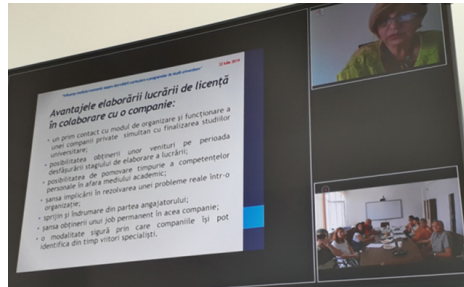 22 iulie 2014
Avantajele elaborării lucrării de licență
în colaborare cu o companie:
• un prim contact cu modul de organizare și funcționare a
unei companii private simultan cu finalizarea studiilor
universitare;
• posibilitatea obținerii unor venituri pe perioada
desfășurării stagiului de elaborare a lucrării;
• posibilitatea de pomovare timpurie a competențelor
personale în afara mediului academic;
• șansa implicării în rezolvarea unei probleme reale într-o
organizație;
• sprijin și îndrumare din partea angajatorului;
• șansa obținerii unui job permanent în acea companie;
• o modalitate sigură prin care companiile își pot
identifica din timp viitori specialiști.